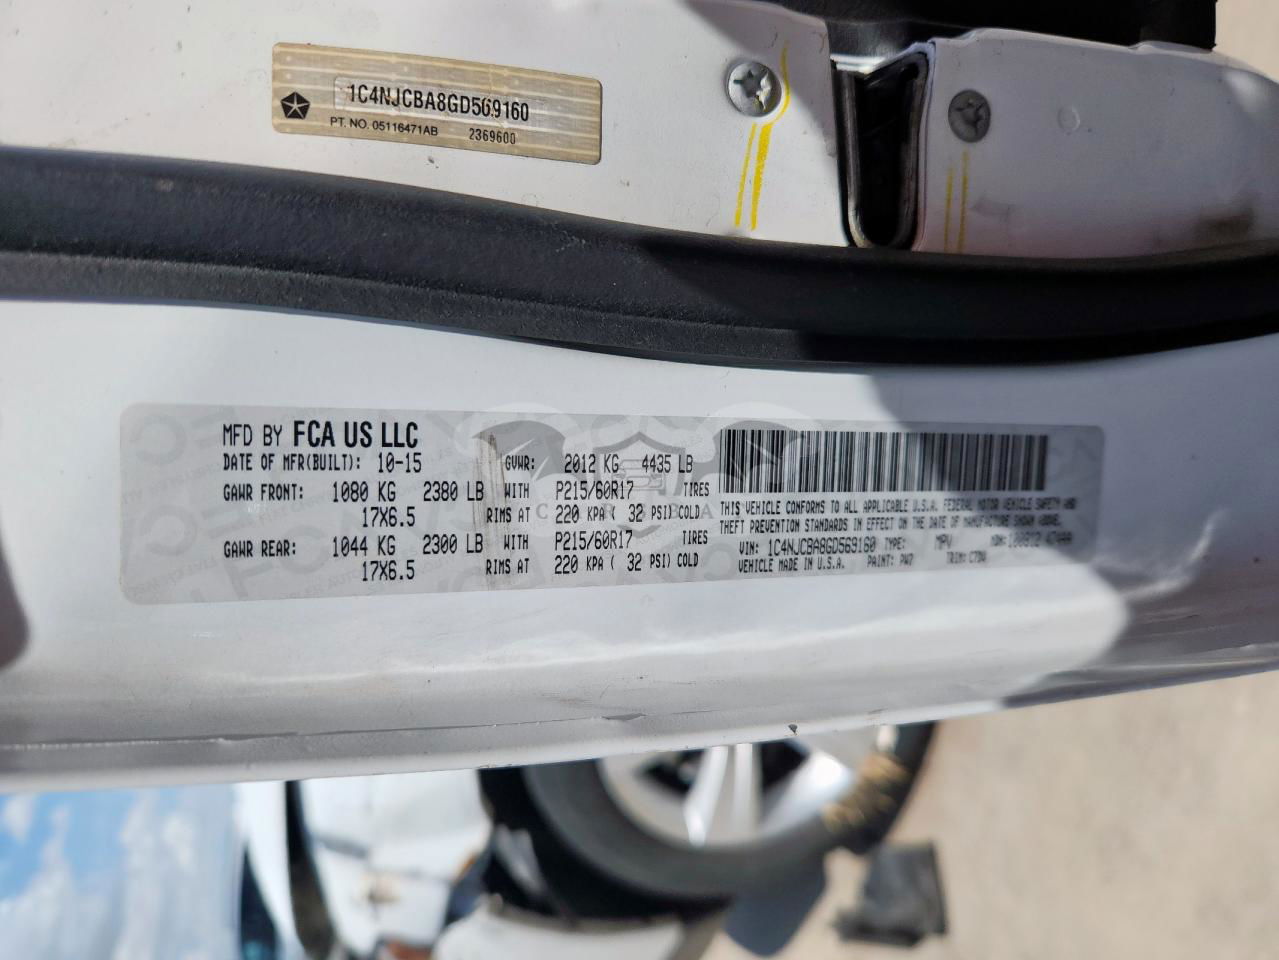 1C4NJCBA8GD569160
PT. NO. 05116471AB 2369600
MFD BY FCA US LLC
DATE OF MFR(BUILT): 10-15 GVWR: 2012 KG 4435 LB
GAWR FRONT: 1080 KG 2380 LB WITH P215/60R17 TIRES
17X6.5 RIMS AT 220 KPA ( 32 PSI) COLD
GAWR REAR: 1044 KG 2300 LB WITH P215/60R17 TIRES
17X6.5 RIMS AT 220 KPA ( 32 PSI) COLD
THIS VEHICLE CONFORMS TO ALL APPLICABLE U.S.A. FEDERAL MOTOR VEHICLE SAFETY AND
THEFT PREVENTION STANDARDS IN EFFECT ON THE DATE OF MANUFACTURE SHOWN ABOVE.
VIN: 1C4NJCBA8GD569160 TYPE: MPV MDH:
VEHICLE MADE IN U.S.A. PAINT: PW7 TRIM: